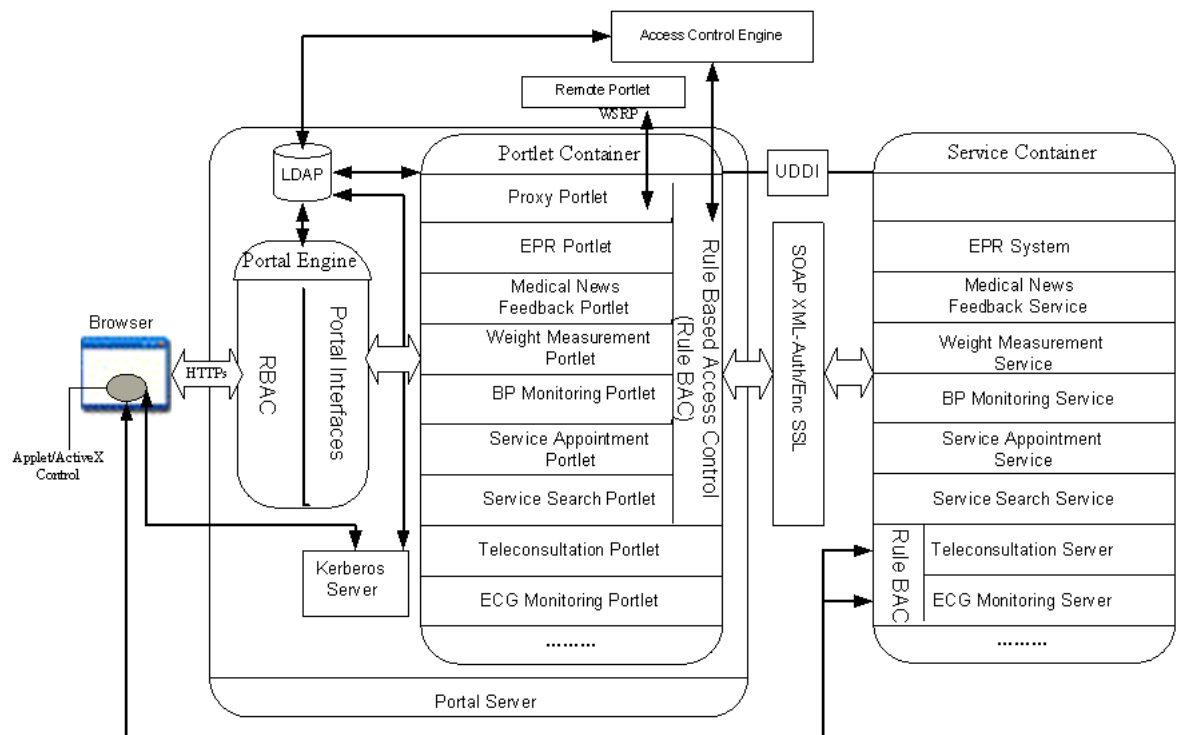 Access Control Engine
Remote Portlet
WSRP
LDAP
Portlet Container
UDDI
Service Container
Proxy Portlet
EPR Portlet
EPR System
Portal Engine
Medical News
Feedback Portlet
Medical News
Feedback Service
Browser
HTTPs
RBAC
Portal Interfaces
Weight Measurement
Portlet
Rule Based Access Control
(Rule BAC)
SOAP XML-Auth/Enc SSL
Weight Measurement
Service
BP Monitoring Portlet
BP Monitoring Service
Applet/ActiveX
Control
Service Appointment
Portlet
Service Appointment
Service
Service Search Portlet
Service Search Service
Kerberos
Server
Teleconsultation Portlet
Rule BAC
Teleconsultation Server
ECG Monitoring Portlet
ECG Monitoring Server
.........
.........
Portal Server